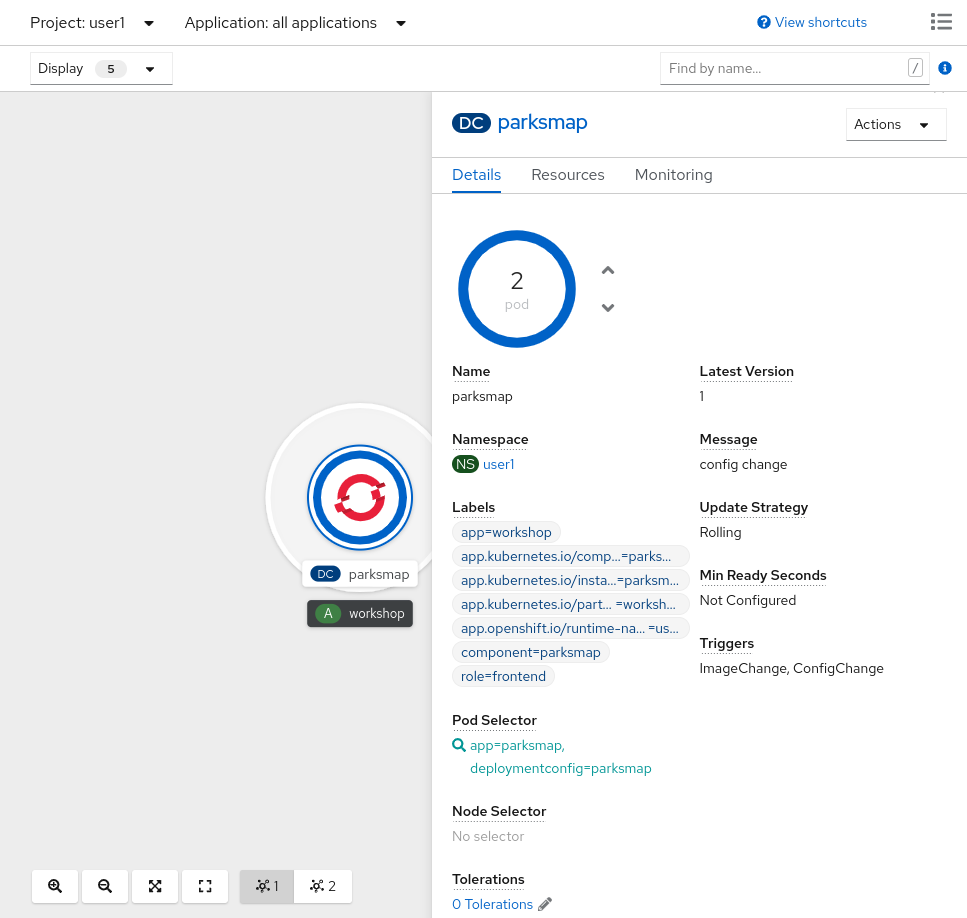 Project: user1
Application: all applications
View shortcuts
Display 5
Find by name...
/
DC parksmap
Actions
Details
Resources
Monitoring
2
pod
Name
parksmap
Latest Version
1
Namespace
NS user1
Message
config change
Labels
app=workshop
app.kubernetes.io/comp...=parks...
app.kubernetes.io/insta...=parksm...
app.kubernetes.io/part... =worksh...
app.openshift.io/runtime-na... =us...
component=parksmap
role=frontend
Update Strategy
Rolling
Min Ready Seconds
Not Configured
Triggers
ImageChange, ConfigChange
Pod Selector
app=parksmap,
deploymentconfig=parksmap
Node Selector
No selector
Tolerations
0 Tolerations
DC parksmap
A workshop
1
2